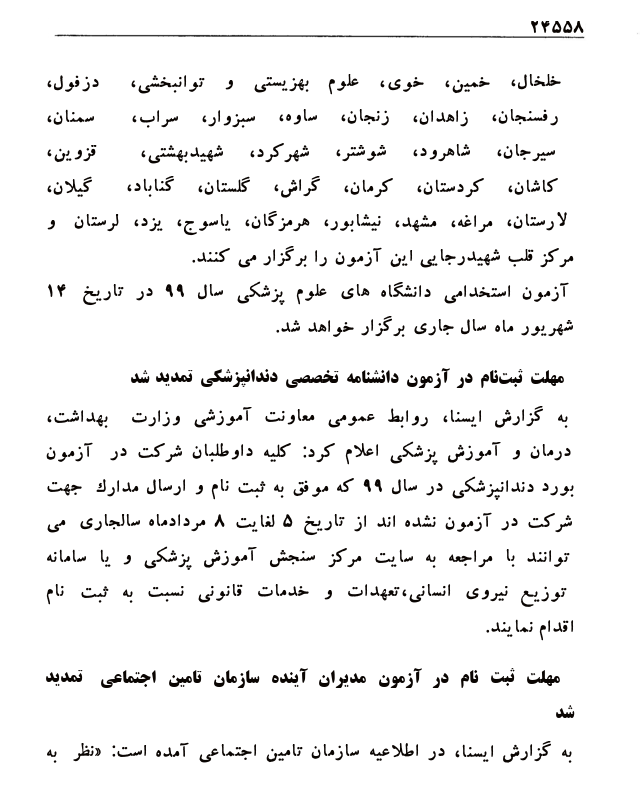 ۲۴۵۵۸
خلخال، خمین، خوی، علوم بهزیستی و توانبخشی، دزفول،
رفسنجان، زاهدان، زنجان، ساوه، سبزوار، سراب، سمنان،
سیرجان، شاهرود، شوشتر، شهرکرد، شهیدبهشتی، قزوین،
کاشان، کردستان، کرمان، گراش، گلستان، گناباد، گیلان،
لارستان، مراغه، مشهد، نیشابور، هرمزگان، یاسوج، یزد، لرستان و
مرکز قلب شهیدرجایی این آزمون را برگزار می کنند.
آزمون استخدامی دانشگاه های علوم پزشکی سال ۹۹ در تاریخ ۱۴
شهریور ماه سال جاری برگزار خواهد شد.
مهلت ثبت‌نام در آزمون دانشنامه تخصصی دندانپزشکی تمدید شد
به گزارش ایسنا، روابط عمومی معاونت آموزشی وزارت بهداشت،
درمان و آموزش پزشکی اعلام کرد: کلیه داوطلبان شرکت در آزمون
بورد دندانپزشکی در سال ۹۹ که موفق به ثبت نام و ارسال مدارك جهت
شرکت در آزمون نشده اند از تاریخ ۵ لغایت ۸ مردادماه سالجاری می
توانند با مراجعه به سایت مرکز سنجش آموزش پزشکی و یا سامانه
توزیع نیروی انسانی،تعهدات و خدمات قانونی نسبت به ثبت نام
اقدام نمایند.
مهلت ثبت نام در آزمون مدیران آینده سازمان تامین اجتماعی تمدید
شد
به گزارش ایسنا، در اطلاعیه سازمان تامین اجتماعی آمده است: «نظر به